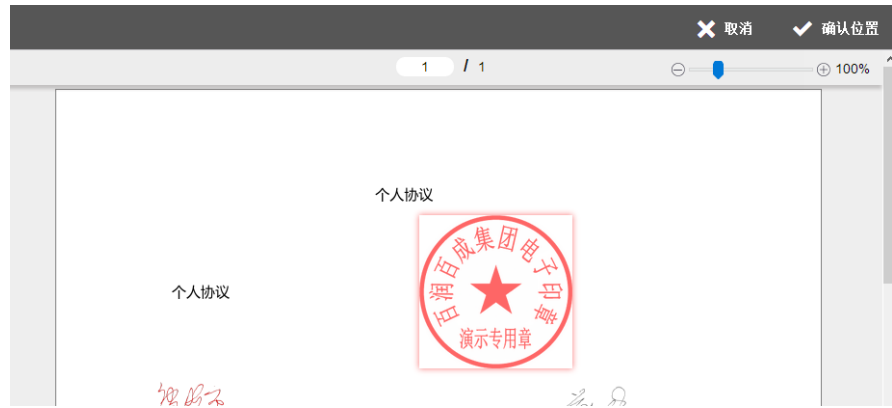 取消 确认位置
1 / 1 100%
个人协议
百润百成集团电子印章
演示专用章
个人协议